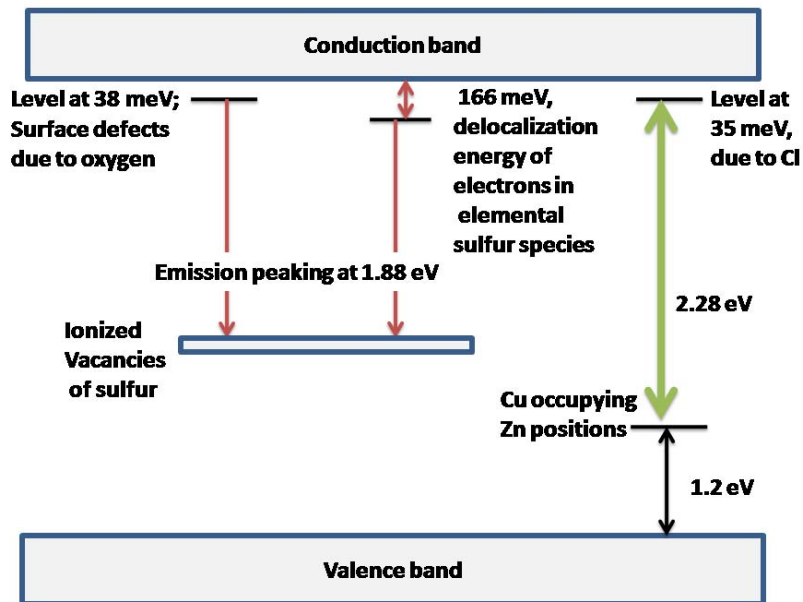 Conduction band
Level at 38 meV;
Surface defects
due to oxygen
166 meV,
delocalization
energy of
electrons in
elemental
sulfur species
Level at
35 meV,
due to Cl
Emission peaking at 1.88 eV
2.28 eV
Ionized
Vacancies
of sulfur
Cu occupying
Zn positions
1.2 eV
Valence band